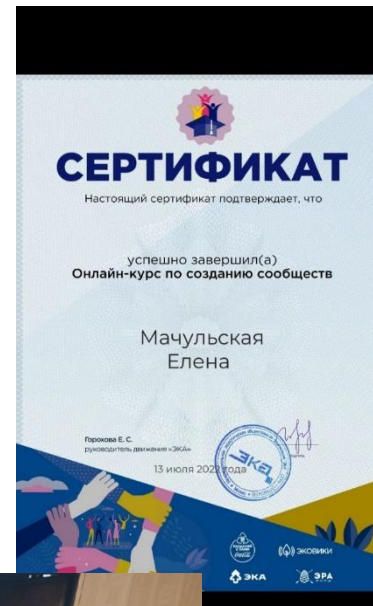 СЕРТИФИКАТ
Настоящий сертификат подтверждает, что
успешно завершил(а)
Онлайн-курс по созданию сообществ
Мачульская
Елена
Горохова Е. С.
руководитель движения «ЭКА»
13 июля 2022 года
ЭКА
ЭКОВИКИ
ЭКА
ЭРА